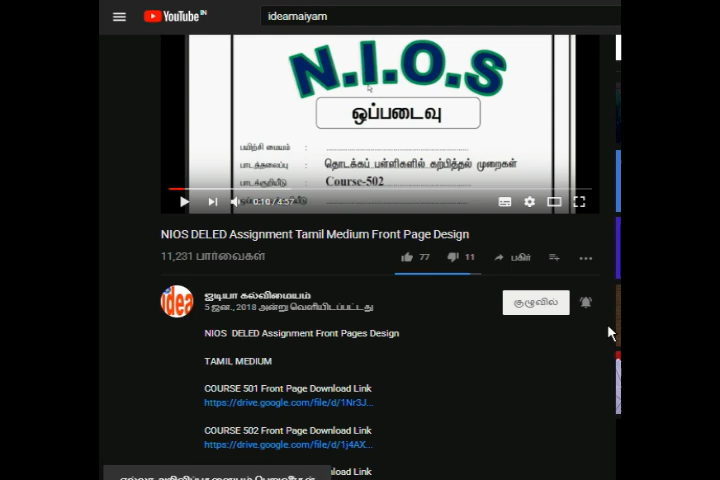 YouTube IN
ideamaiyam
N.I.O.S
ஒப்படைவு
பயிற்சி மையம் :
பாடத்தலைப்பு : தொடக்கப் பள்ளிகளில் கற்பித்தல் முறைகள்
பாடக்குறியீடு : Course-502
0:10 / 4:57
NIOS DELED Assignment Tamil Medium Front Page Design
11,231 பார்வைகள்
77
11
பகிர்
ஐடியா கல்விமையம்
5 ஜன., 2018 அன்று வெளியிடப்பட்டது
குழுவில்
idea
NIOS DELED Assignment Front Pages Design
TAMIL MEDIUM
COURSE 501 Front Page Download Link
https://drive.google.com/file/d/1Nr3J...
COURSE 502 Front Page Download Link
https://drive.google.com/file/d/1j4AX...
load Link